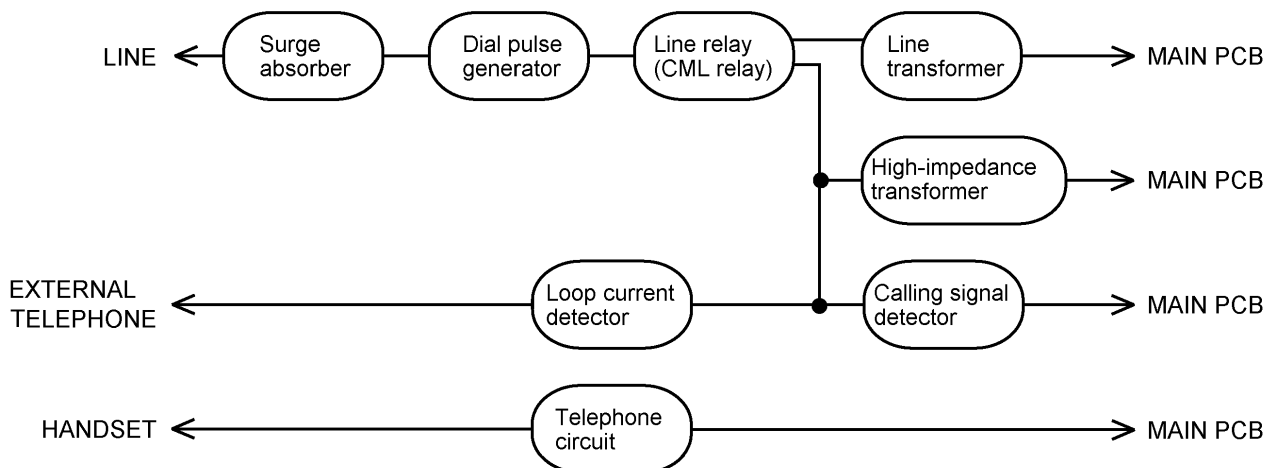 LINE
Surge
absorber
Dial pulse
generator
Line relay
(CML relay)
Line
transformer
MAIN PCB
High-impedance
transformer
MAIN PCB
EXTERNAL
TELEPHONE
Loop current
detector
Calling signal
detector
MAIN PCB
HANDSET
Telephone
circuit
MAIN PCB